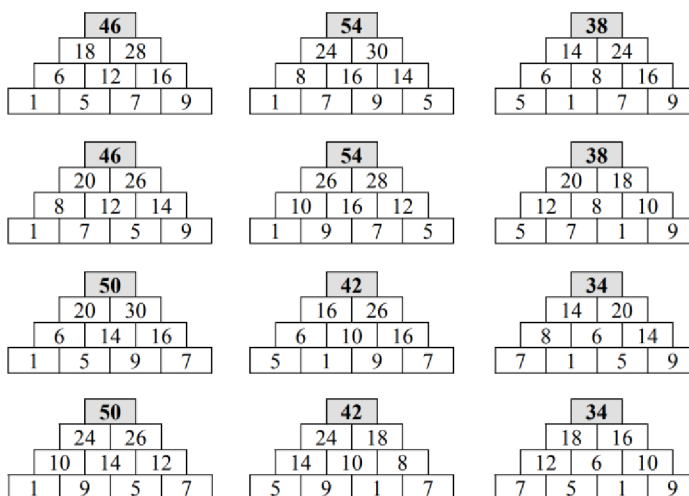 46 54 38
18 28 24 30 14 24
6 12 16 8 16 14 6 8 16
1 5 7 9 1 7 9 5 5 1 7 9
46 54 38
20 26 26 28 20 18
8 12 14 10 16 12 12 8 10
1 7 5 9 1 9 7 5 5 7 1 9
50 42 34
20 30 16 26 14 20
6 14 16 6 10 16 8 6 14
1 5 9 7 5 1 9 7 7 1 5 9
50 42 34
24 26 24 18 18 16
10 14 12 14 10 8 12 6 10
1 9 5 7 5 9 1 7 7 5 1 9